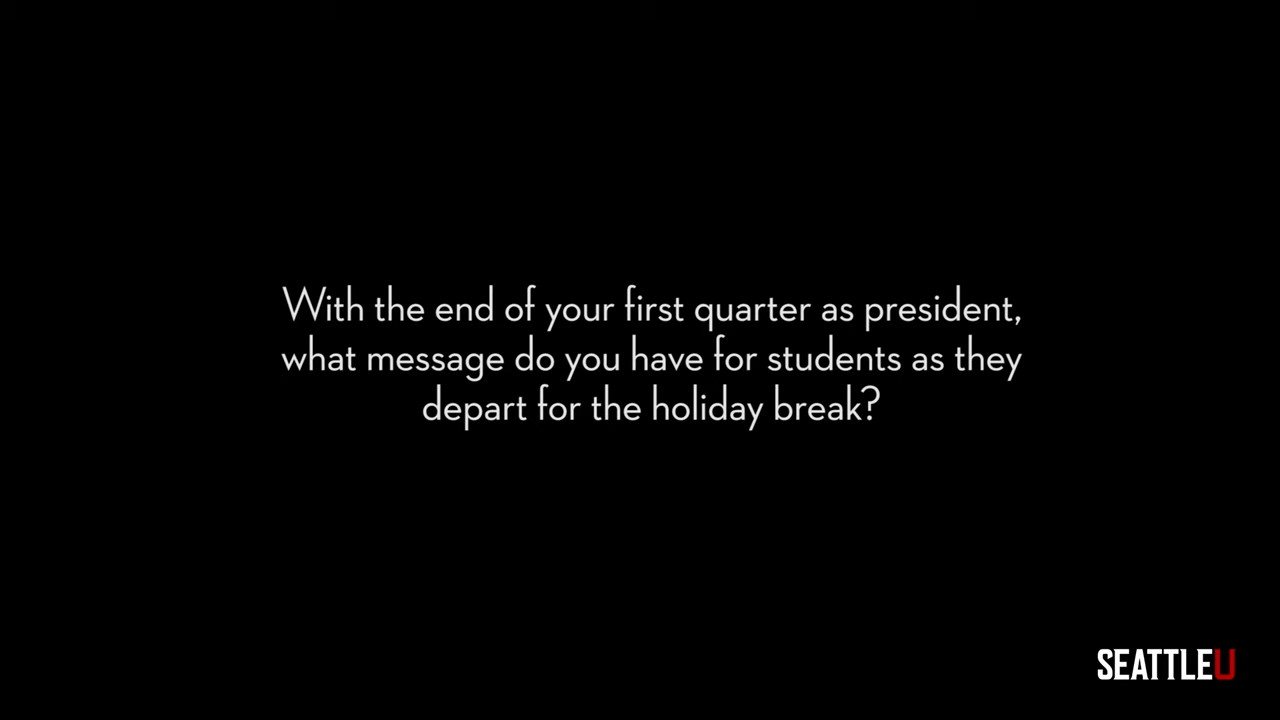 With the end of your first quarter as president,
what message do you have for students as they
depart for the holiday break?
SEATTLEU